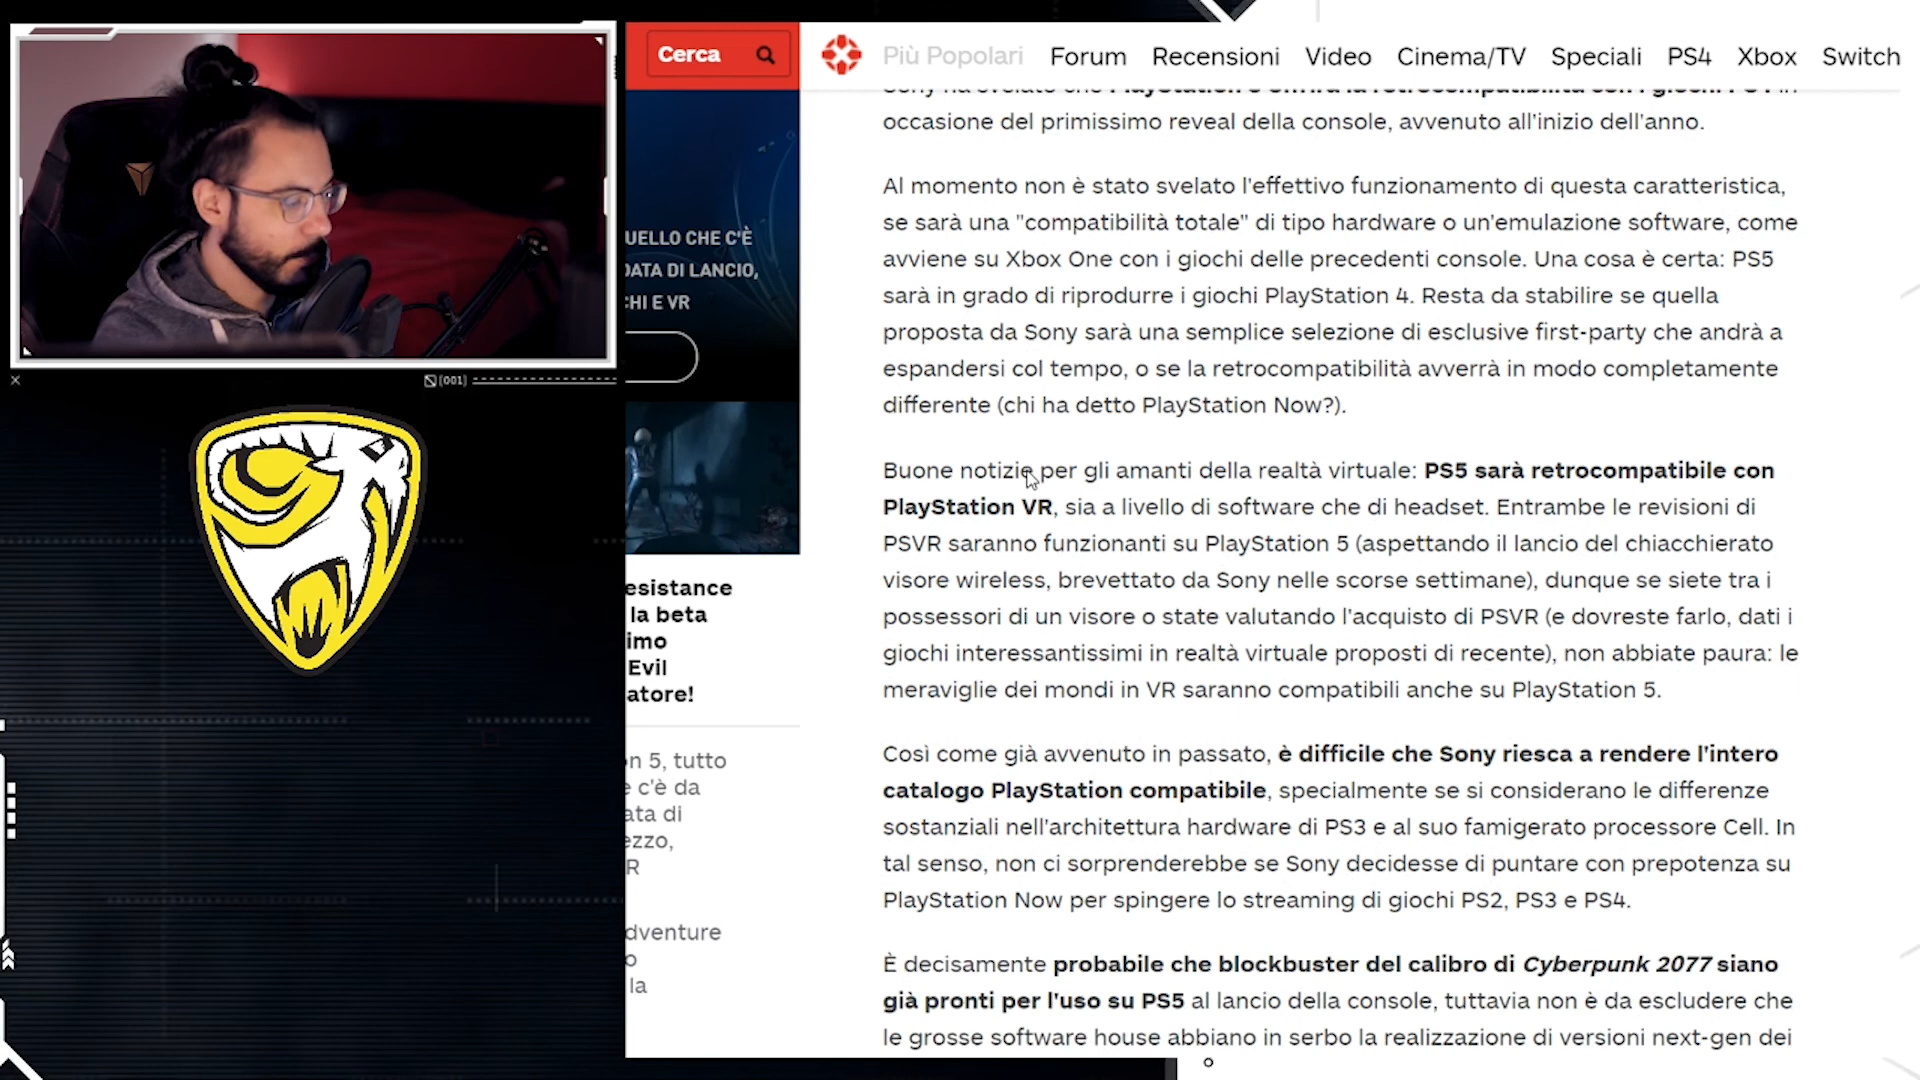 Cerca
Più Popolari Forum Recensioni Video Cinema/TV Speciali PS4 Xbox Switch
UELLO CHE C'È
DATA DI LANCIO,
CHI E VR
[001]
esistance
la beta
imo
Evil
atore!
on 5, tutto
e c'è da
ata di
ezzo,
R
dventure
o
la
occasione del primissimo reveal della console, avvenuto all'inizio dell'anno.
Al momento non è stato svelato l'effettivo funzionamento di questa caratteristica,
se sarà una "compatibilità totale" di tipo hardware o un'emulazione software, come
avviene su Xbox One con i giochi delle precedenti console. Una cosa è certa: PS5
sarà in grado di riprodurre i giochi PlayStation 4. Resta da stabilire se quella
proposta da Sony sarà una semplice selezione di esclusive first-party che andrà a
espandersi col tempo, o se la retrocompatibilità avverrà in modo completamente
differente (chi ha detto PlayStation Now?).
Buone notizie per gli amanti della realtà virtuale: PS5 sarà retrocompatibile con
PlayStation VR, sia a livello di software che di headset. Entrambe le revisioni di
PSVR saranno funzionanti su PlayStation 5 (aspettando il lancio del chiacchierato
visore wireless, brevettato da Sony nelle scorse settimane), dunque se siete tra i
possessori di un visore o state valutando l'acquisto di PSVR (e dovreste farlo, dati i
giochi interessantissimi in realtà virtuale proposti di recente), non abbiate paura: le
meraviglie dei mondi in VR saranno compatibili anche su PlayStation 5.
Così come già avvenuto in passato, è difficile che Sony riesca a rendere l'intero
catalogo PlayStation compatibile, specialmente se si considerano le differenze
sostanziali nell'architettura hardware di PS3 e al suo famigerato processore Cell. In
tal senso, non ci sorprenderebbe se Sony decidesse di puntare con prepotenza su
PlayStation Now per spingere lo streaming di giochi PS2, PS3 e PS4.
È decisamente probabile che blockbuster del calibro di Cyberpunk 2077 siano
già pronti per l'uso su PS5 al lancio della console, tuttavia non è da escludere che
le grosse software house abbiano in serbo la realizzazione di versioni next-gen dei